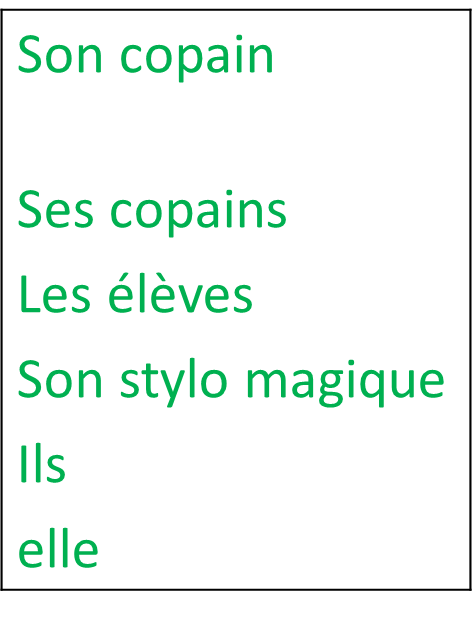 Son copain
Ses copains
Les élèves
Son stylo magique
Ils
elle